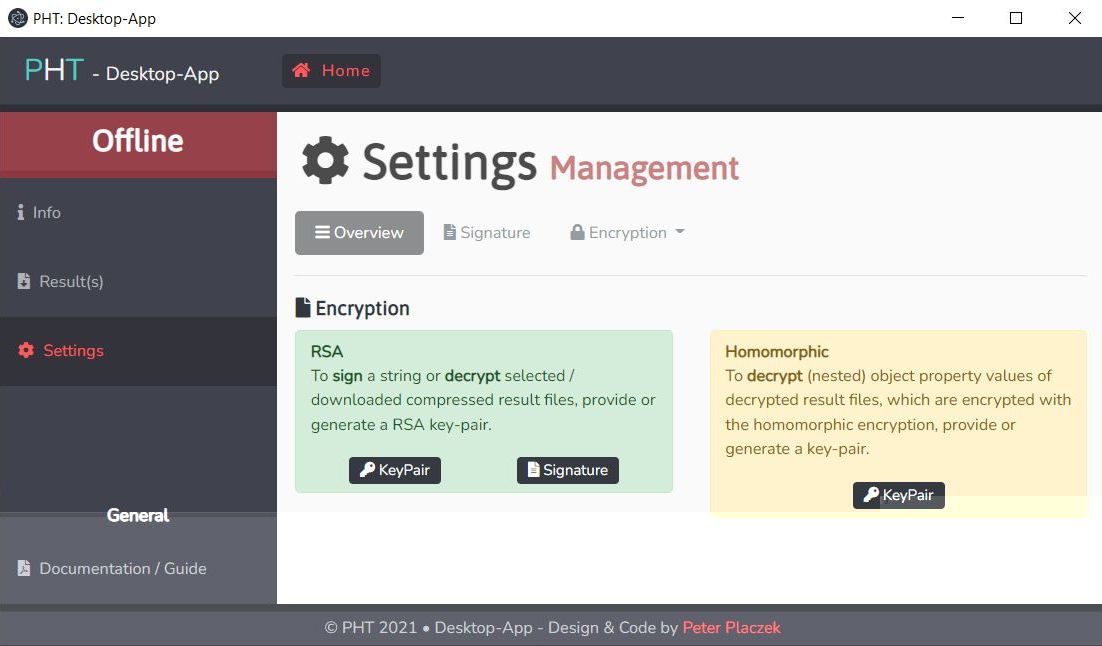 PHT: Desktop-App
PHT - Desktop-App
Home
Offline
Info
Result(s)
Settings
General
Documentation / Guide
Settings Management
Overview
Signature
Encryption
Encryption
RSA
To sign a string or decrypt selected /
downloaded compressed result files, provide or
generate a RSA key-pair.
KeyPair
Signature
Homomorphic
To decrypt (nested) object property values of
decrypted result files, which are encrypted with
the homomorphic encryption, provide or
generate a key-pair.
KeyPair
© PHT 2021 • Desktop-App - Design & Code by Peter Placzek